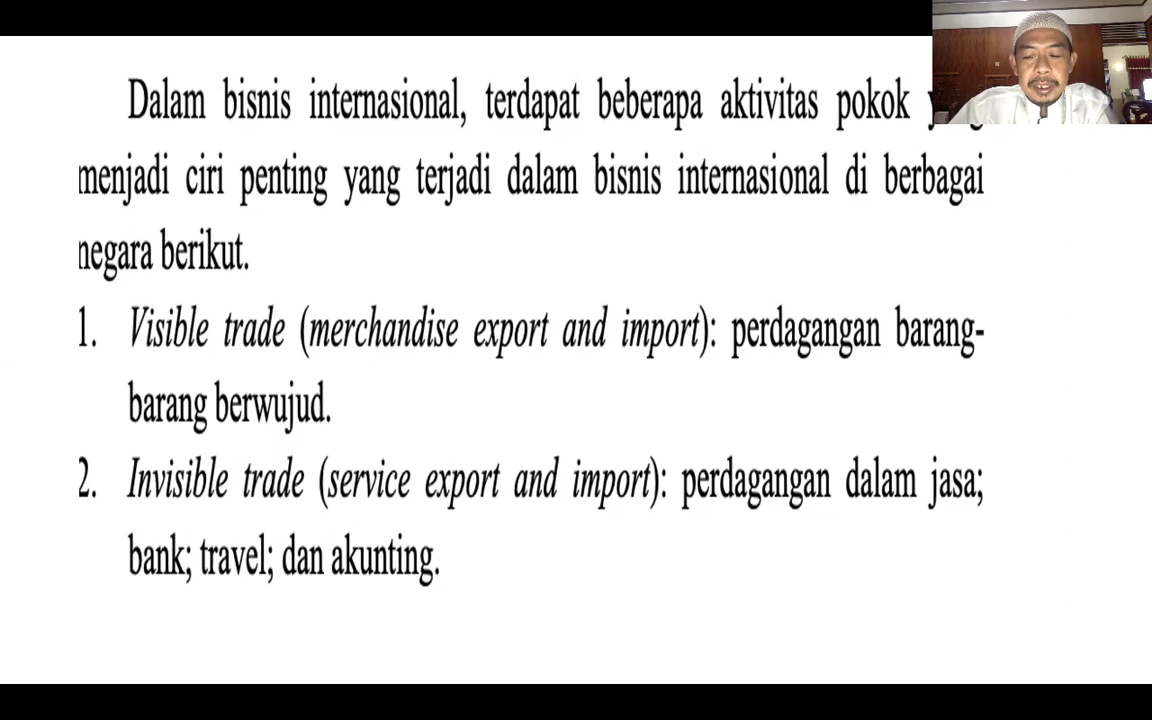 Dalam bisnis internasional, terdapat beberapa aktivitas pokok
menjadi ciri penting yang terjadi dalam bisnis internasional di berbagai
negara berikut.
1. Visible trade (merchandise export and import): perdagangan barang-
barang berwujud.
2. Invisible trade (service export and import): perdagangan dalam jasa;
bank; travel; dan akunting.